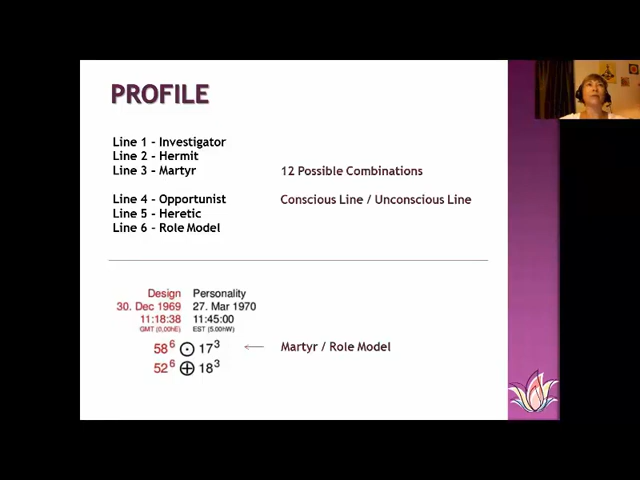 PROFILE
Line 1 - Investigator
Line 2 - Hermit
Line 3 - Martyr
12 Possible Combinations
Line 4 - Opportunist
Conscious Line / Unconscious Line
Line 5 - Heretic
Line 6 - Role Model
Design Personality
30. Dec 1969 27. Mar 1970
11:18:38 11:45:00
GMT (0,00hE) EST (5.00hW)
58⁶ ⨀ 17³
Martyr / Role Model
52⁶ ⨁ 18³